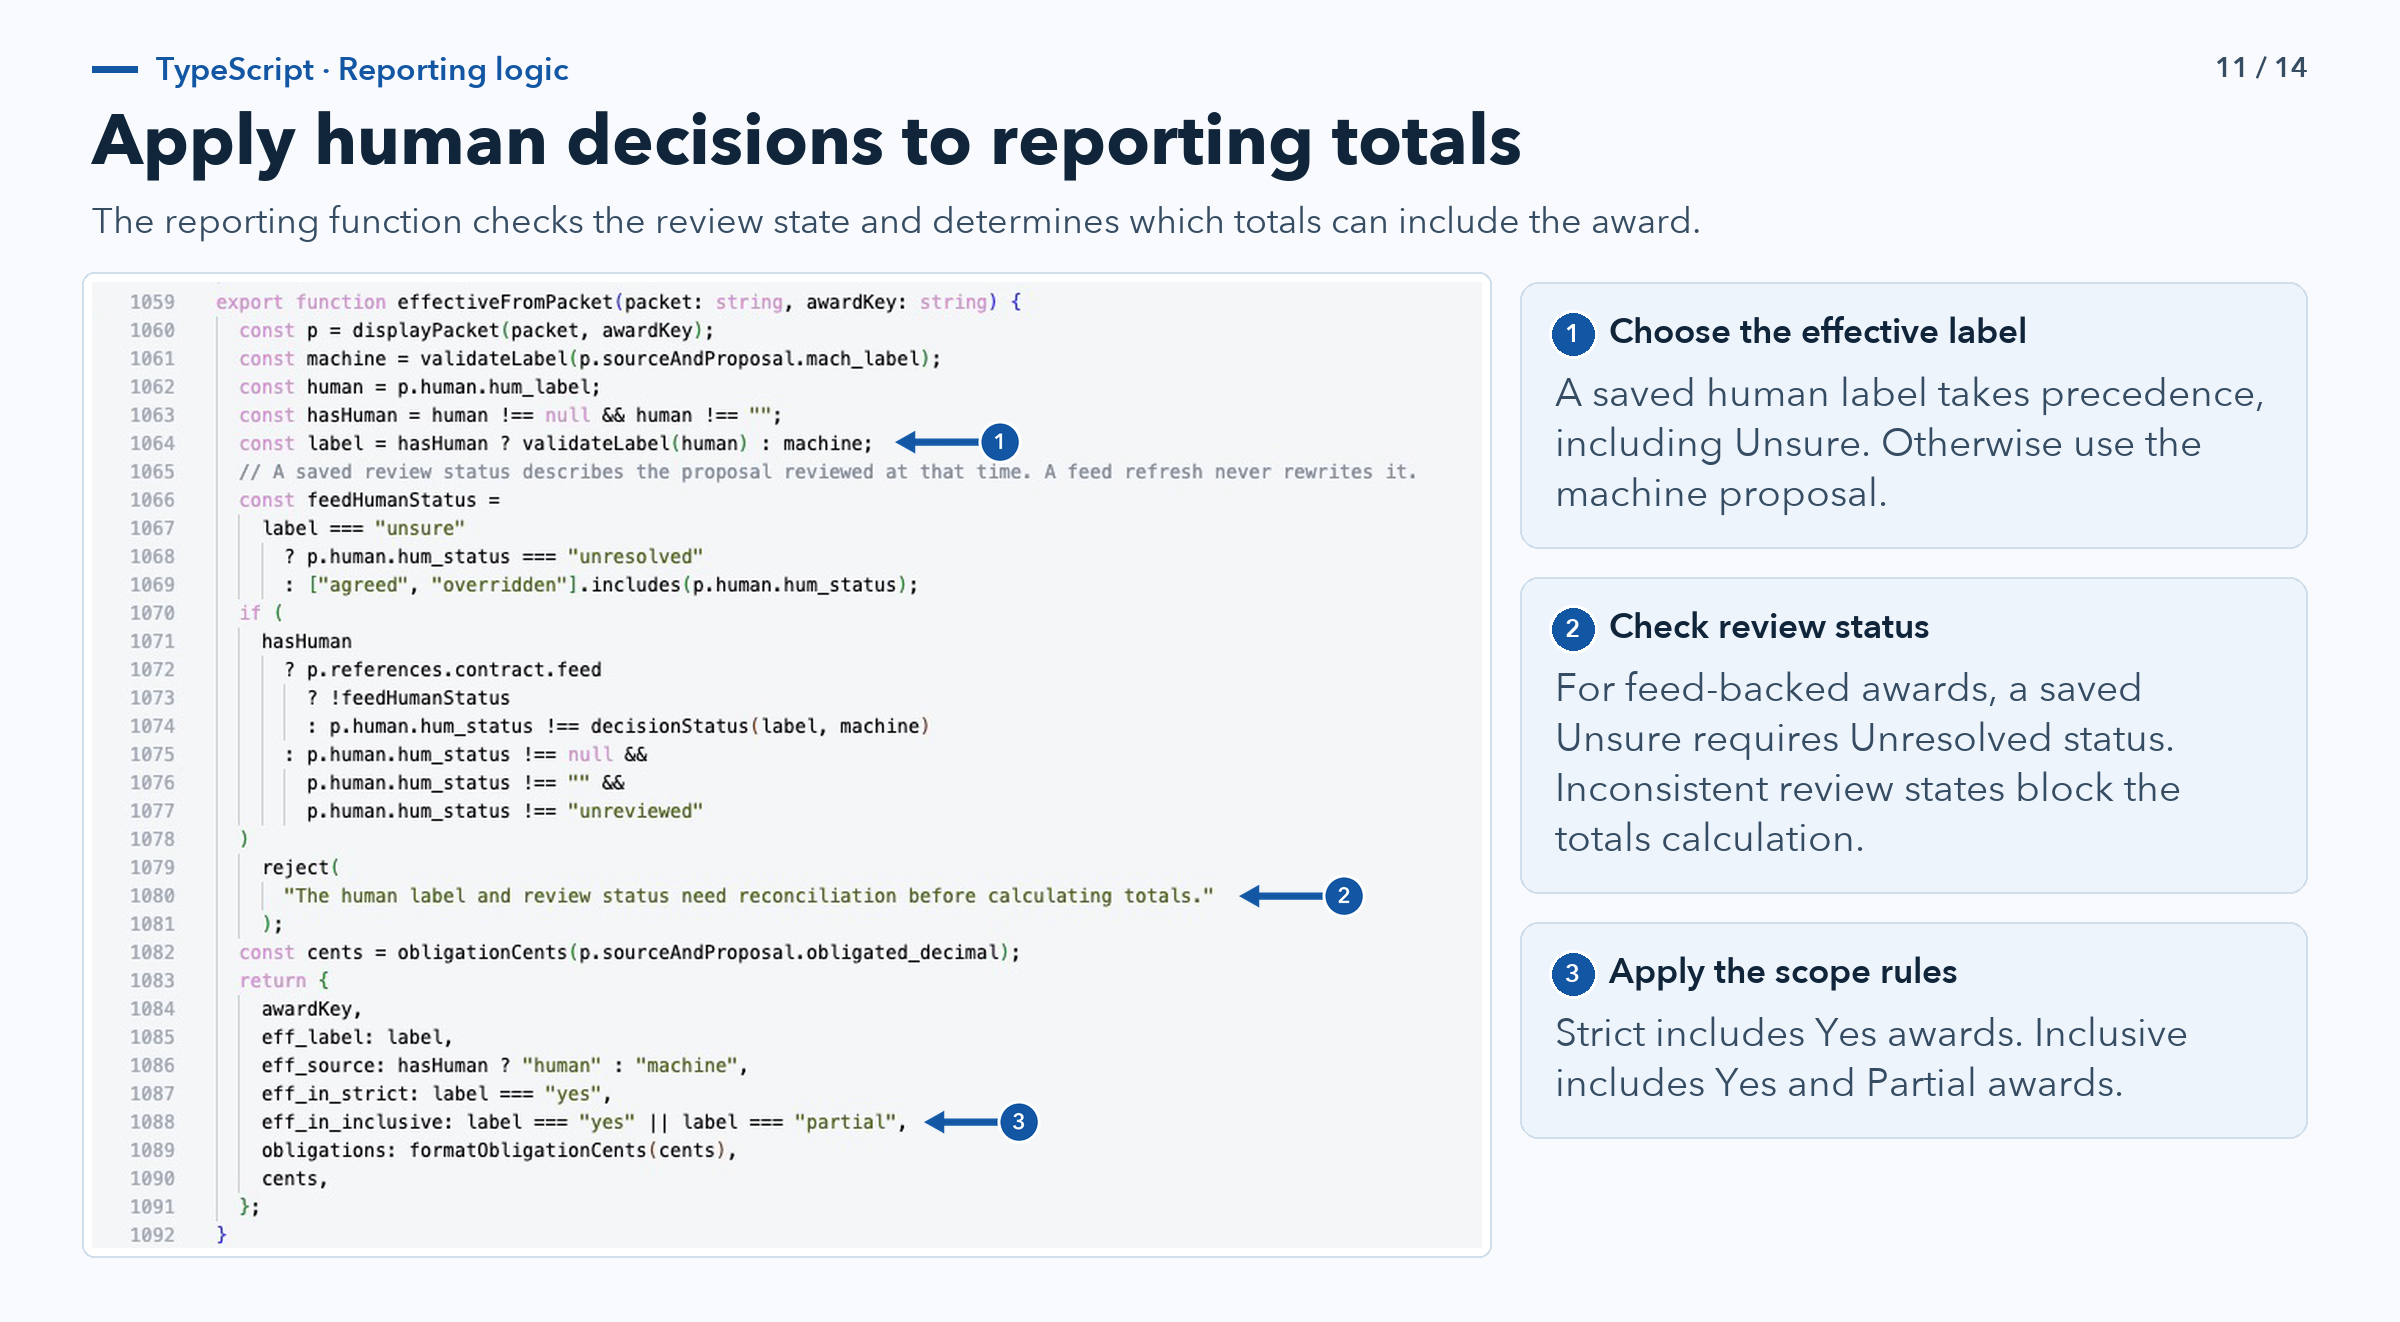 TypeScript · Reporting logic
11 / 14
Apply human decisions to reporting totals
The reporting function checks the review state and determines which totals can include the award.
1059 export function effectiveFromPacket(packet: string, awardKey: string) {
1060   const p = displayPacket(packet, awardKey);
1061   const machine = validateLabel(p.sourceAndProposal.mach_label);
1062   const human = p.human.hum_label;
1063   const hasHuman = human !== null && human !== "";
1064   const label = hasHuman ? validateLabel(human) : machine; 1
1065   // A saved review status describes the proposal reviewed at that time. A feed refresh never rewrites it.
1066   const feedHumanStatus =
1067     label === "unsure"
1068       ? p.human.hum_status === "unresolved"
1069       : ["agreed", "overridden"].includes(p.human.hum_status);
1070   if (
1071     hasHuman
1072       ? p.references.contract.feed
1073         ? !feedHumanStatus
1074         : p.human.hum_status !== decisionStatus(label, machine)
1075       : p.human.hum_status !== null &&
1076         p.human.hum_status !== "" &&
1077         p.human.hum_status !== "unreviewed"
1078   )
1079     reject(
1080       "The human label and review status need reconciliation before calculating totals." 2
1081     );
1082   const cents = obligationCents(p.sourceAndProposal.obligated_decimal);
1083   return {
1084     awardKey,
1085     eff_label: label,
1086     eff_source: hasHuman ? "human" : "machine",
1087     eff_in_strict: label === "yes",
1088     eff_in_inclusive: label === "yes" || label === "partial", 3
1089     obligations: formatObligationCents(cents),
1090     cents,
1091   };
1092 }
1 Choose the effective label
A saved human label takes precedence,
including Unsure. Otherwise use the
machine proposal.
2 Check review status
For feed-backed awards, a saved
Unsure requires Unresolved status.
Inconsistent review states block the
totals calculation.
3 Apply the scope rules
Strict includes Yes awards. Inclusive
includes Yes and Partial awards.